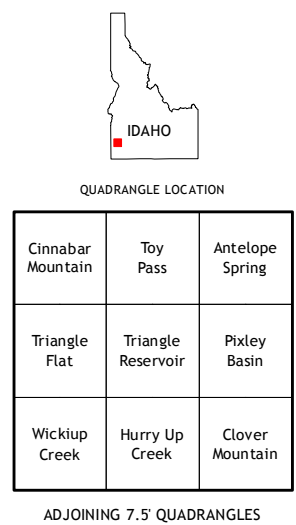 IDAHO
QUADRANGLE LOCATION
Cinnabar
Mountain
Toy
Pass
Antelope
Spring
Triangle
Flat
Triangle
Reservoir
Pixley
Basin
Wickiup
Creek
Hurry Up
Creek
Clover
Mountain
ADJOINING 7.5' QUADRANGLES